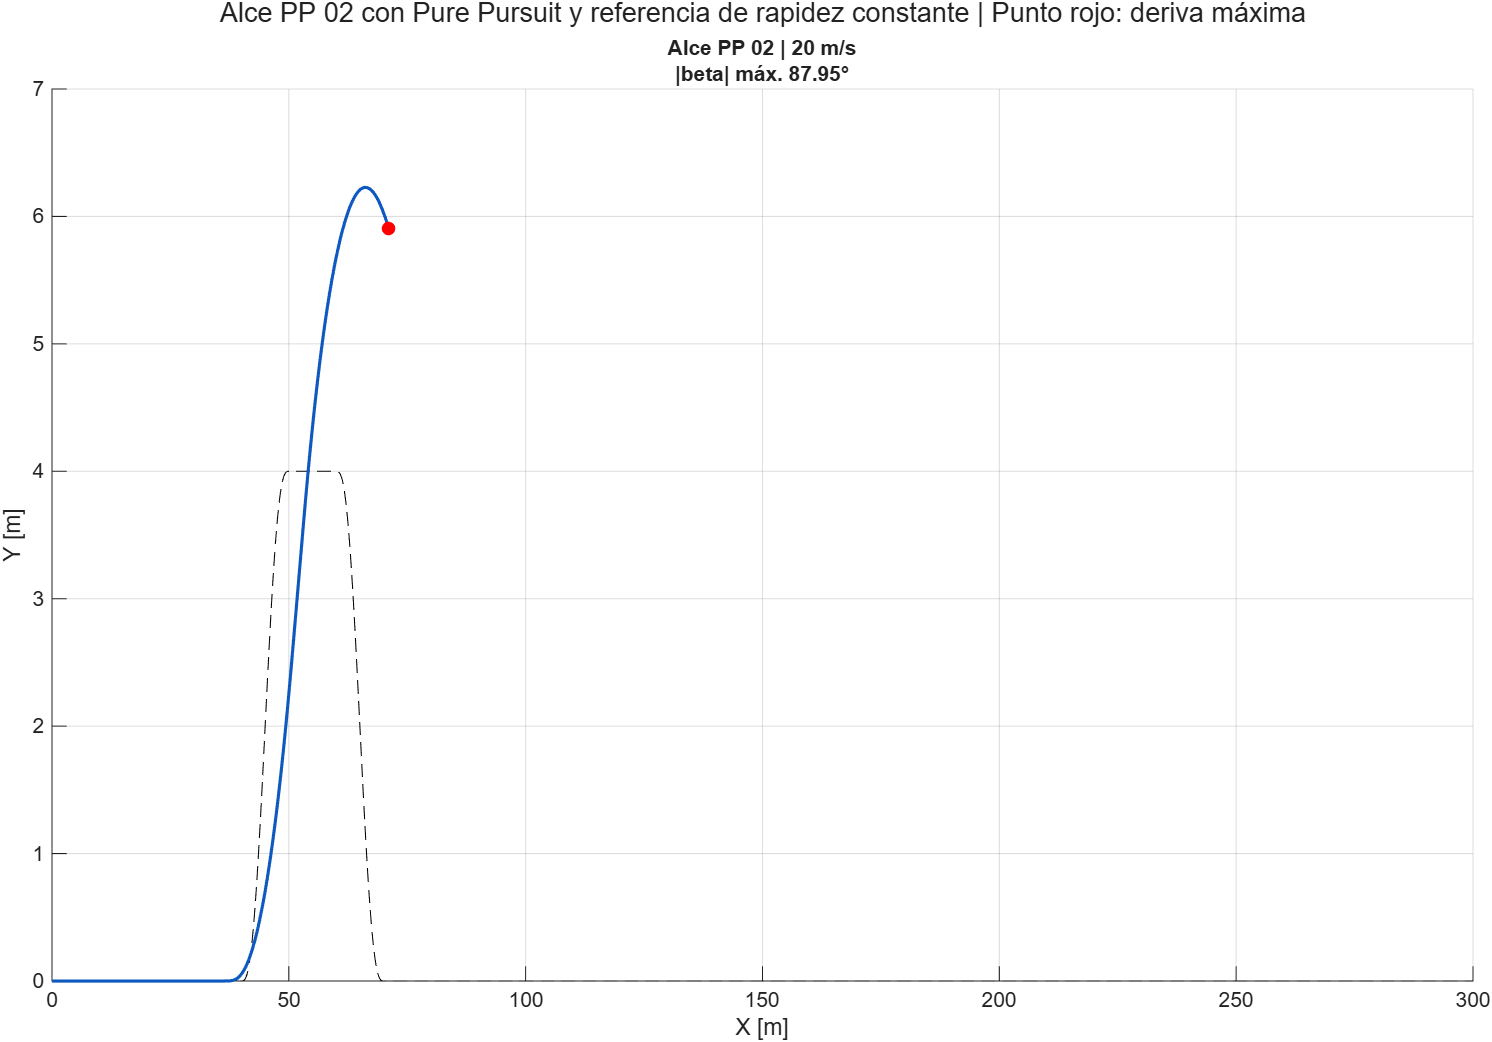 Alce PP 02 con Pure Pursuit y referencia de rapidez constante | Punto rojo: deriva máxima
Alce PP 02 | 20 m/s
|beta| máx. 87.95°
7
6
5
4
3
2
1
0
Y [m]
0 50 100 150 200 250 300
X [m]